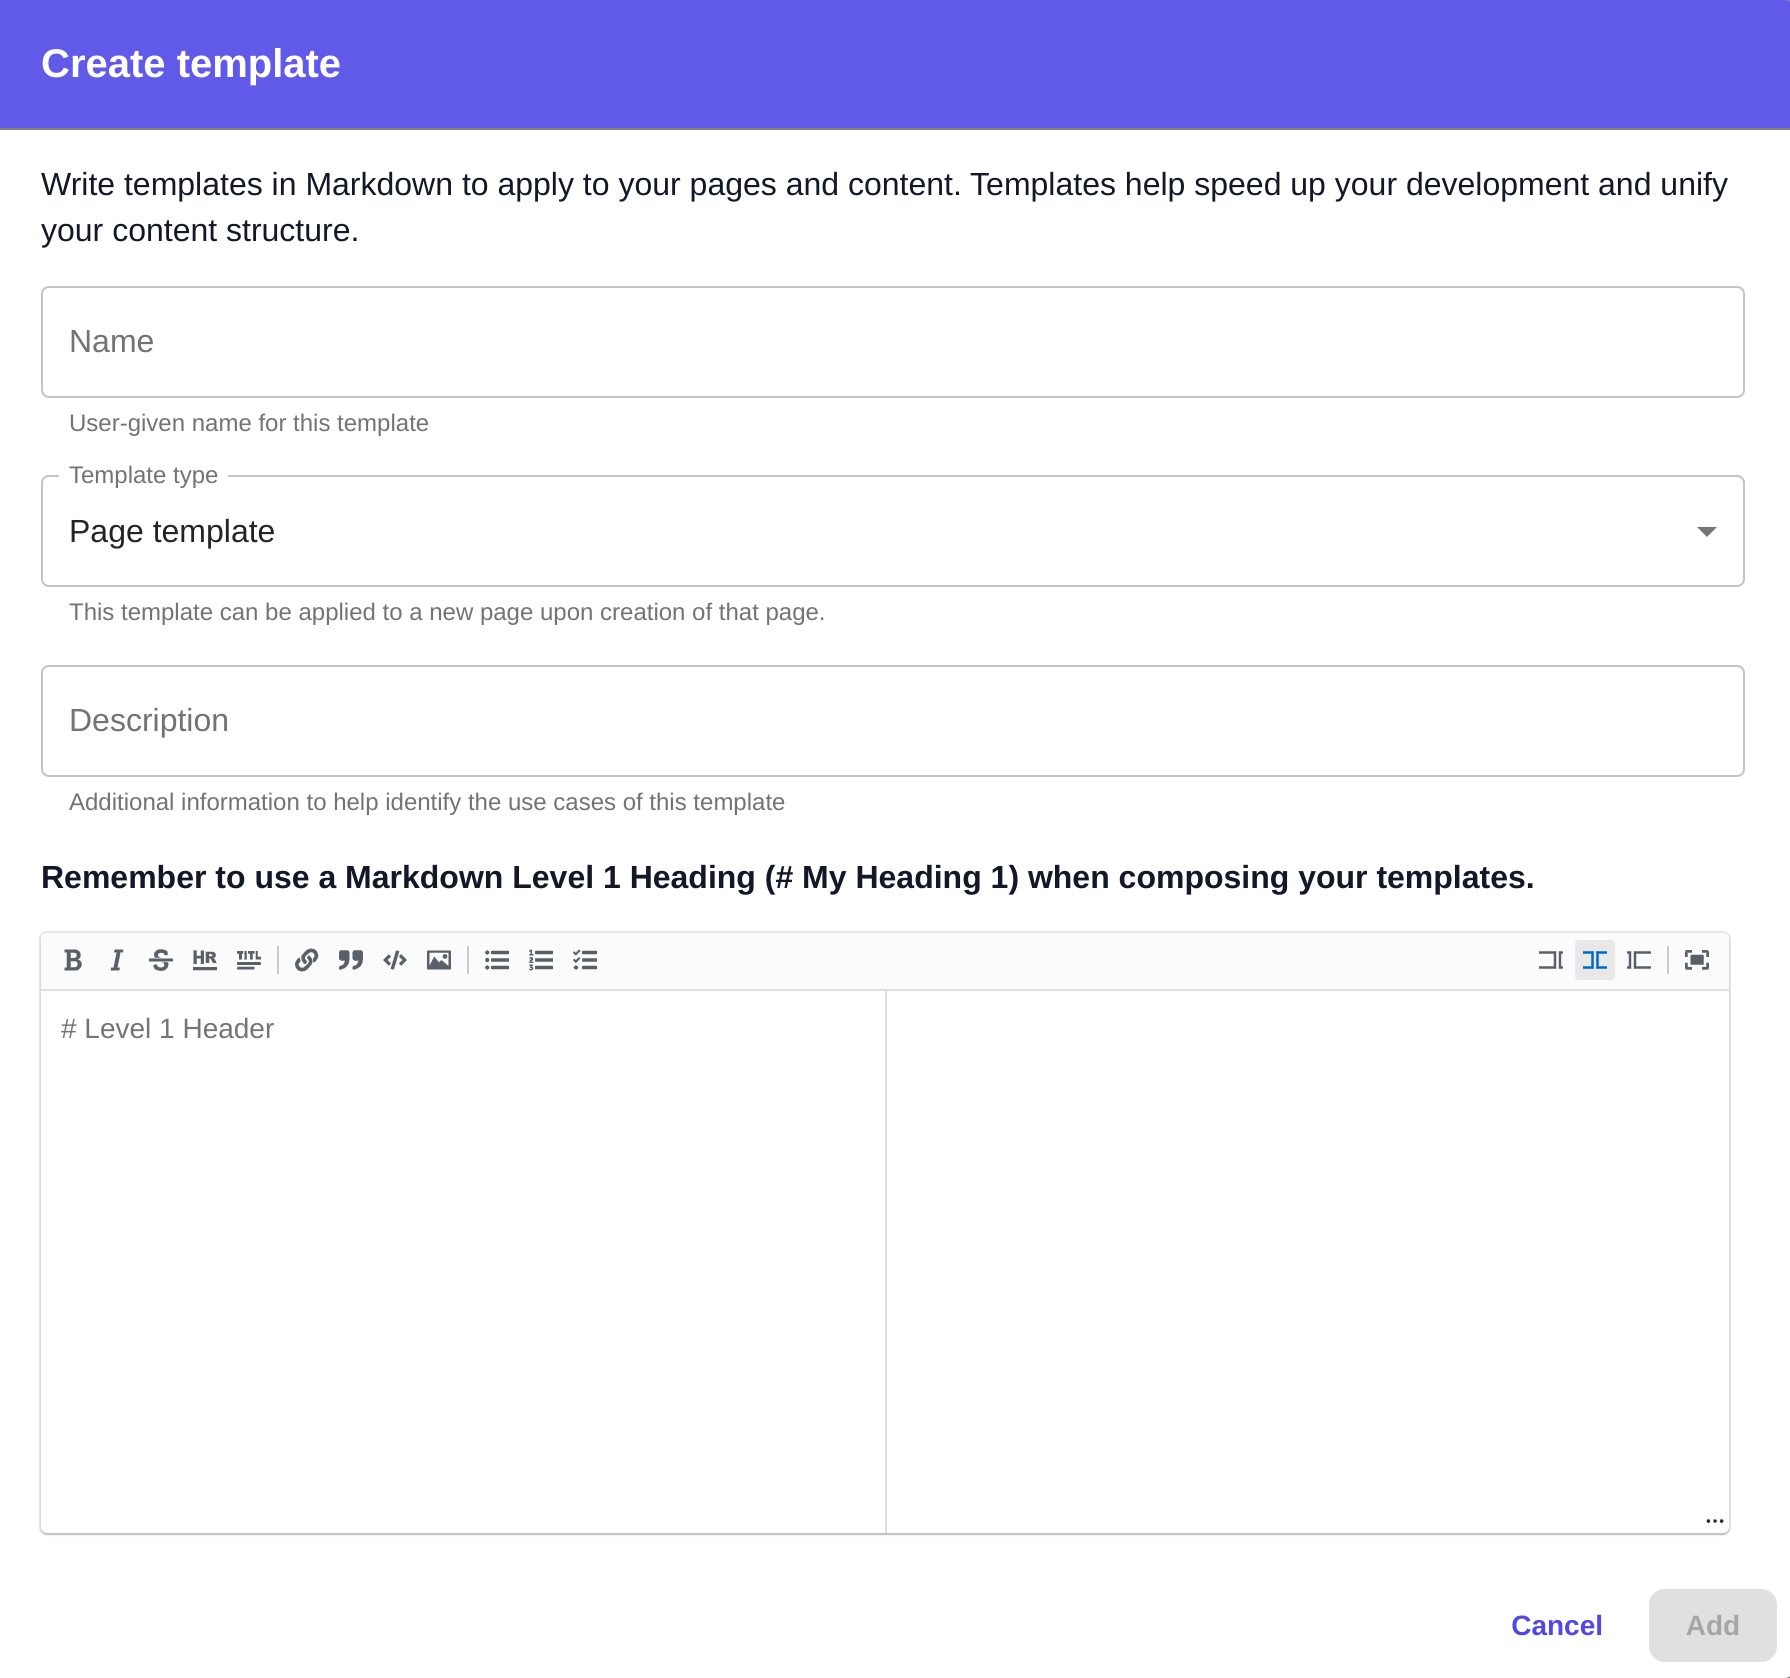 Create template
Write templates in Markdown to apply to your pages and content. Templates help speed up your development and unify
your content structure.
Name
User-given name for this template
Template type
Page template
This template can be applied to a new page upon creation of that page.
Description
Additional information to help identify the use cases of this template
Remember to use a Markdown Level 1 Heading (# My Heading 1) when composing your templates.
B I S HR TITL
# Level 1 Header
Cancel Add